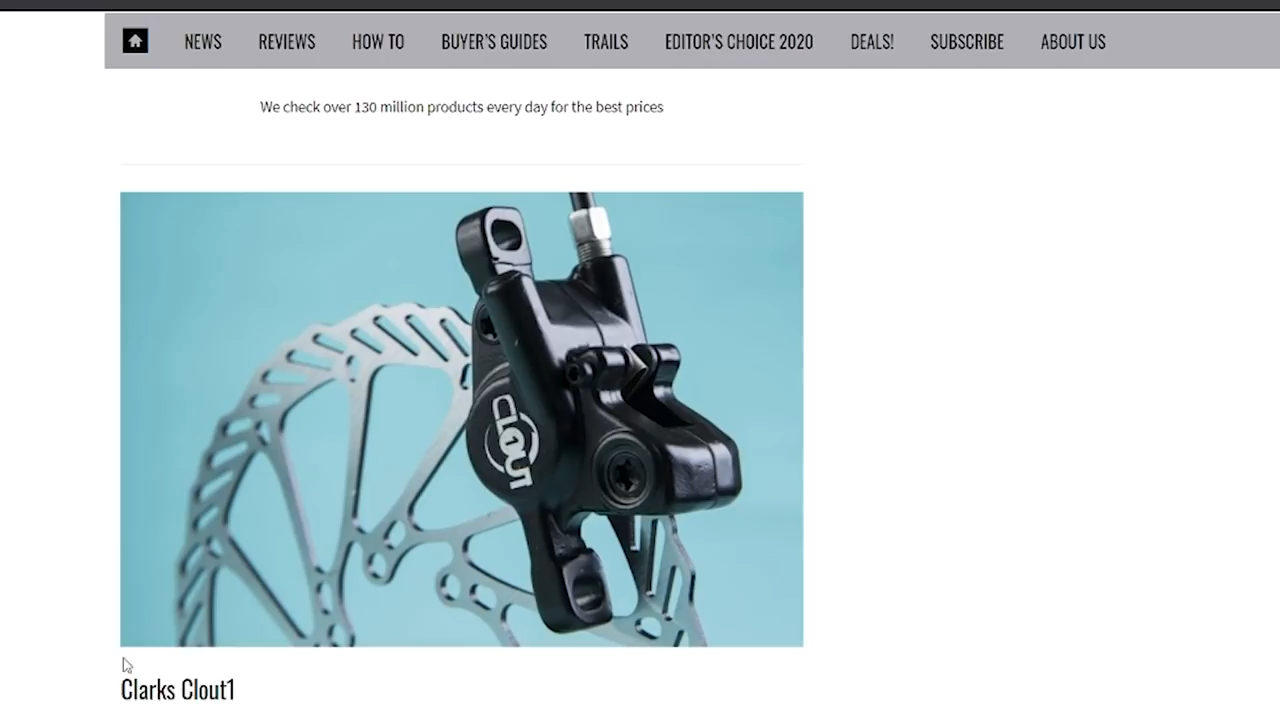 NEWS REVIEWS HOW TO BUYER'S GUIDES TRAILS EDITOR'S CHOICE 2020 DEALS! SUBSCRIBE ABOUT US
We check over 130 million products every day for the best prices
CLOUT
Clarks Clout1